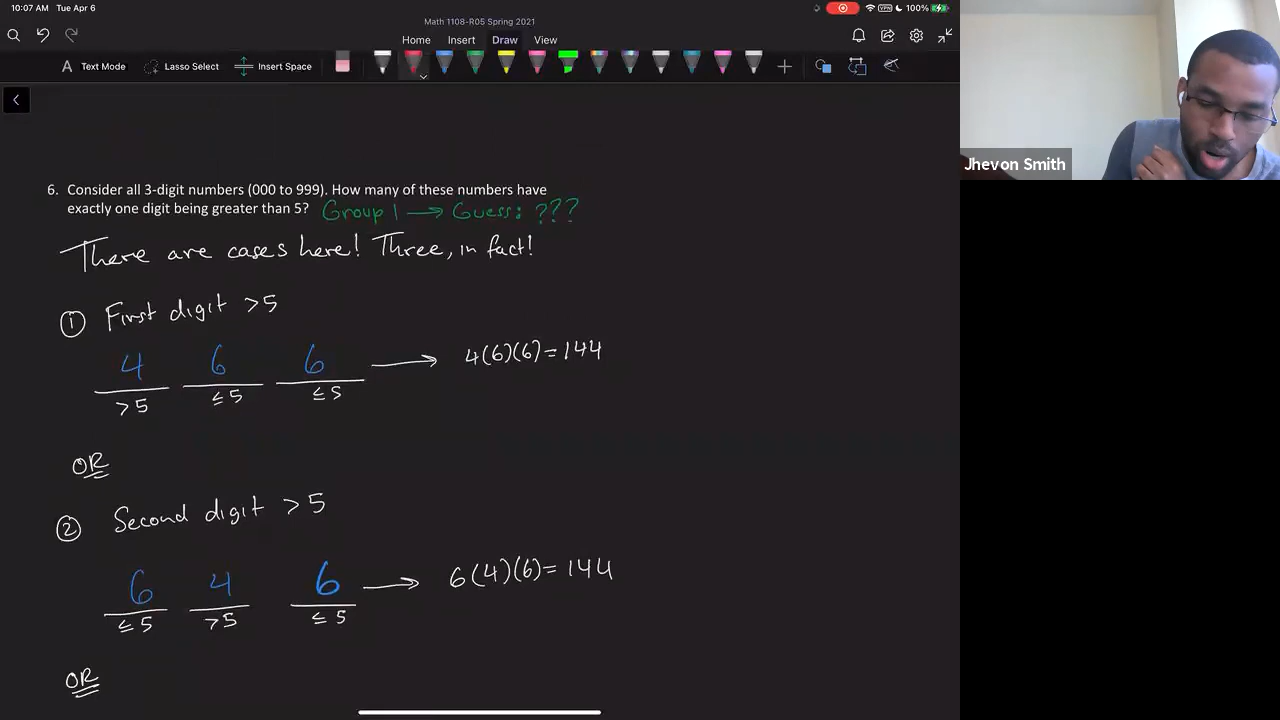 10:07 AM Tue Apr 6
100%
Math 1108-R05 Spring 2021
Home Insert Draw View
Text Mode Lasso Select Insert Space
Jhevon Smith
6. Consider all 3-digit numbers (000 to 999). How many of these numbers have
exactly one digit being greater than 5? Group 1 → Guess: ???
There are cases here! Three, in fact!
① First digit >5
4 6 6 → 4(6)(6)=144
>5 ≤5 ≤5
OR
② Second digit >5
6 4 6 → 6(4)(6)=144
≤5 >5 ≤5
OR